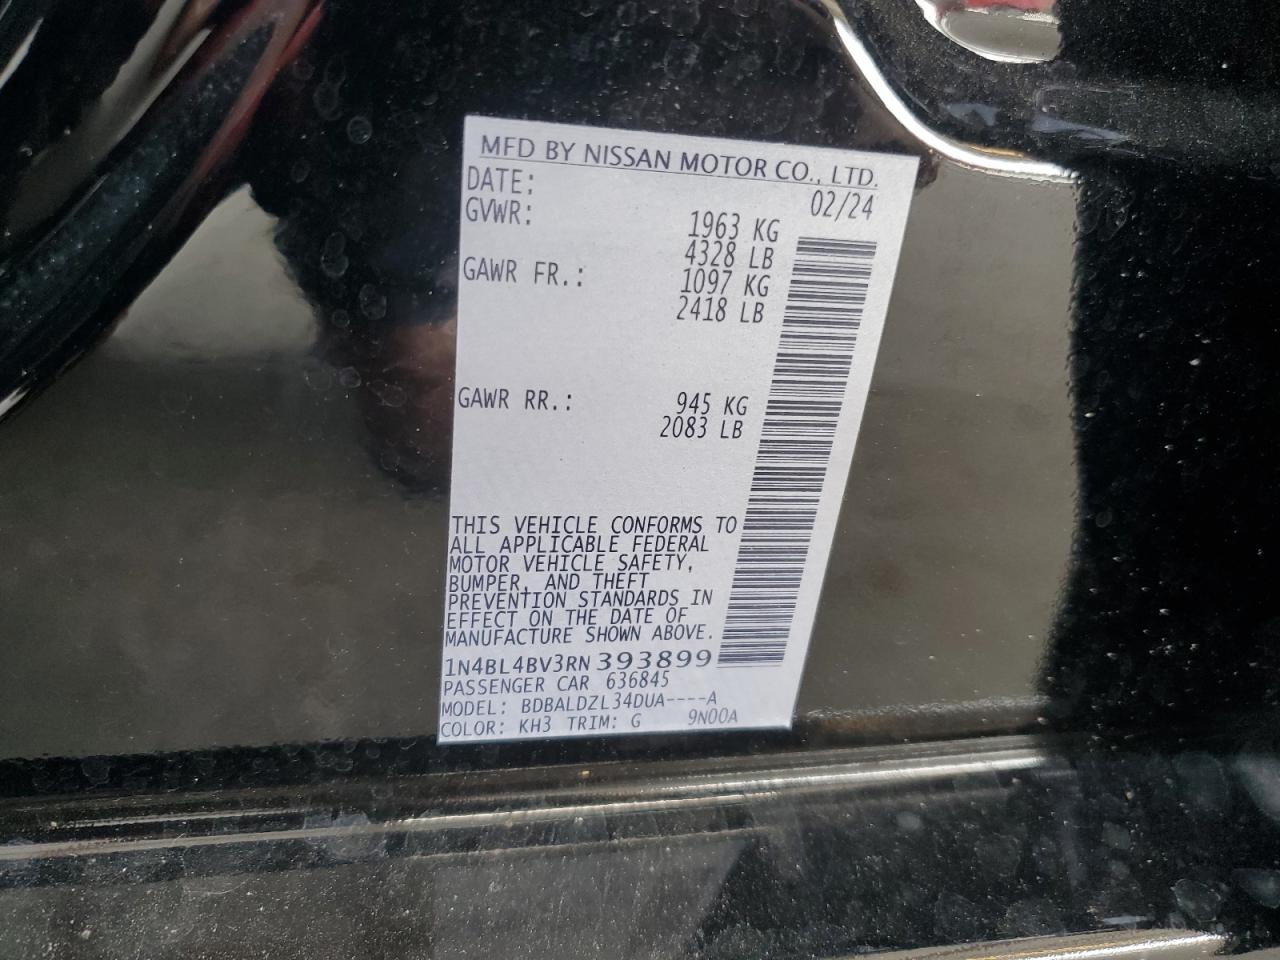 MFD BY NISSAN MOTOR CO., LTD.
DATE: 02/24
GVWR: 1963 KG
4328 LB
GAWR FR.: 1097 KG
2418 LB
GAWR RR.: 945 KG
2083 LB
THIS VEHICLE CONFORMS TO
ALL APPLICABLE FEDERAL
MOTOR VEHICLE SAFETY,
BUMPER, AND THEFT
PREVENTION STANDARDS IN
EFFECT ON THE DATE OF
MANUFACTURE SHOWN ABOVE.
1N4BL4BV3RN393899
PASSENGER CAR 636845
MODEL: BDBALDZL34DUA----A
COLOR: KH3 TRIM: G 9N00A